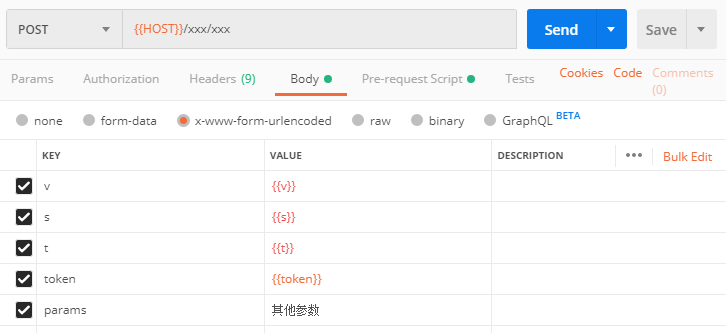 POST {{HOST}}/xxx/xxx Send Save
Params Authorization Headers (9) Body Pre-request Script Tests Cookies Code Comments (0)
none form-data x-www-form-urlencoded raw binary GraphQL BETA
KEY VALUE DESCRIPTION ••• Bulk Edit
v {{v}}
s {{s}}
t {{t}}
token {{token}}
params 其他参数